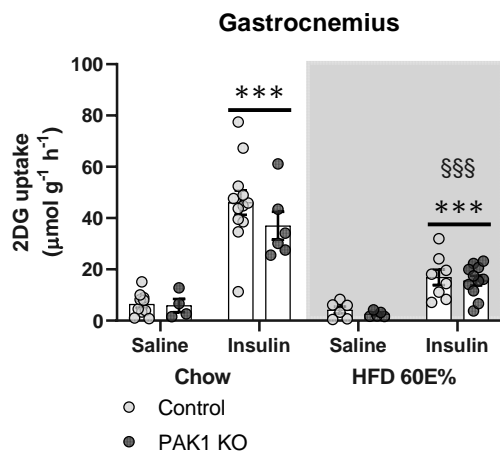 Gastrocnemius
2DG uptake
(μmol g⁻¹ h⁻¹)
100
80
60
40
20
0
***
§§§
***
Saline Insulin Saline Insulin
Chow HFD 60E%
Control
PAK1 KO